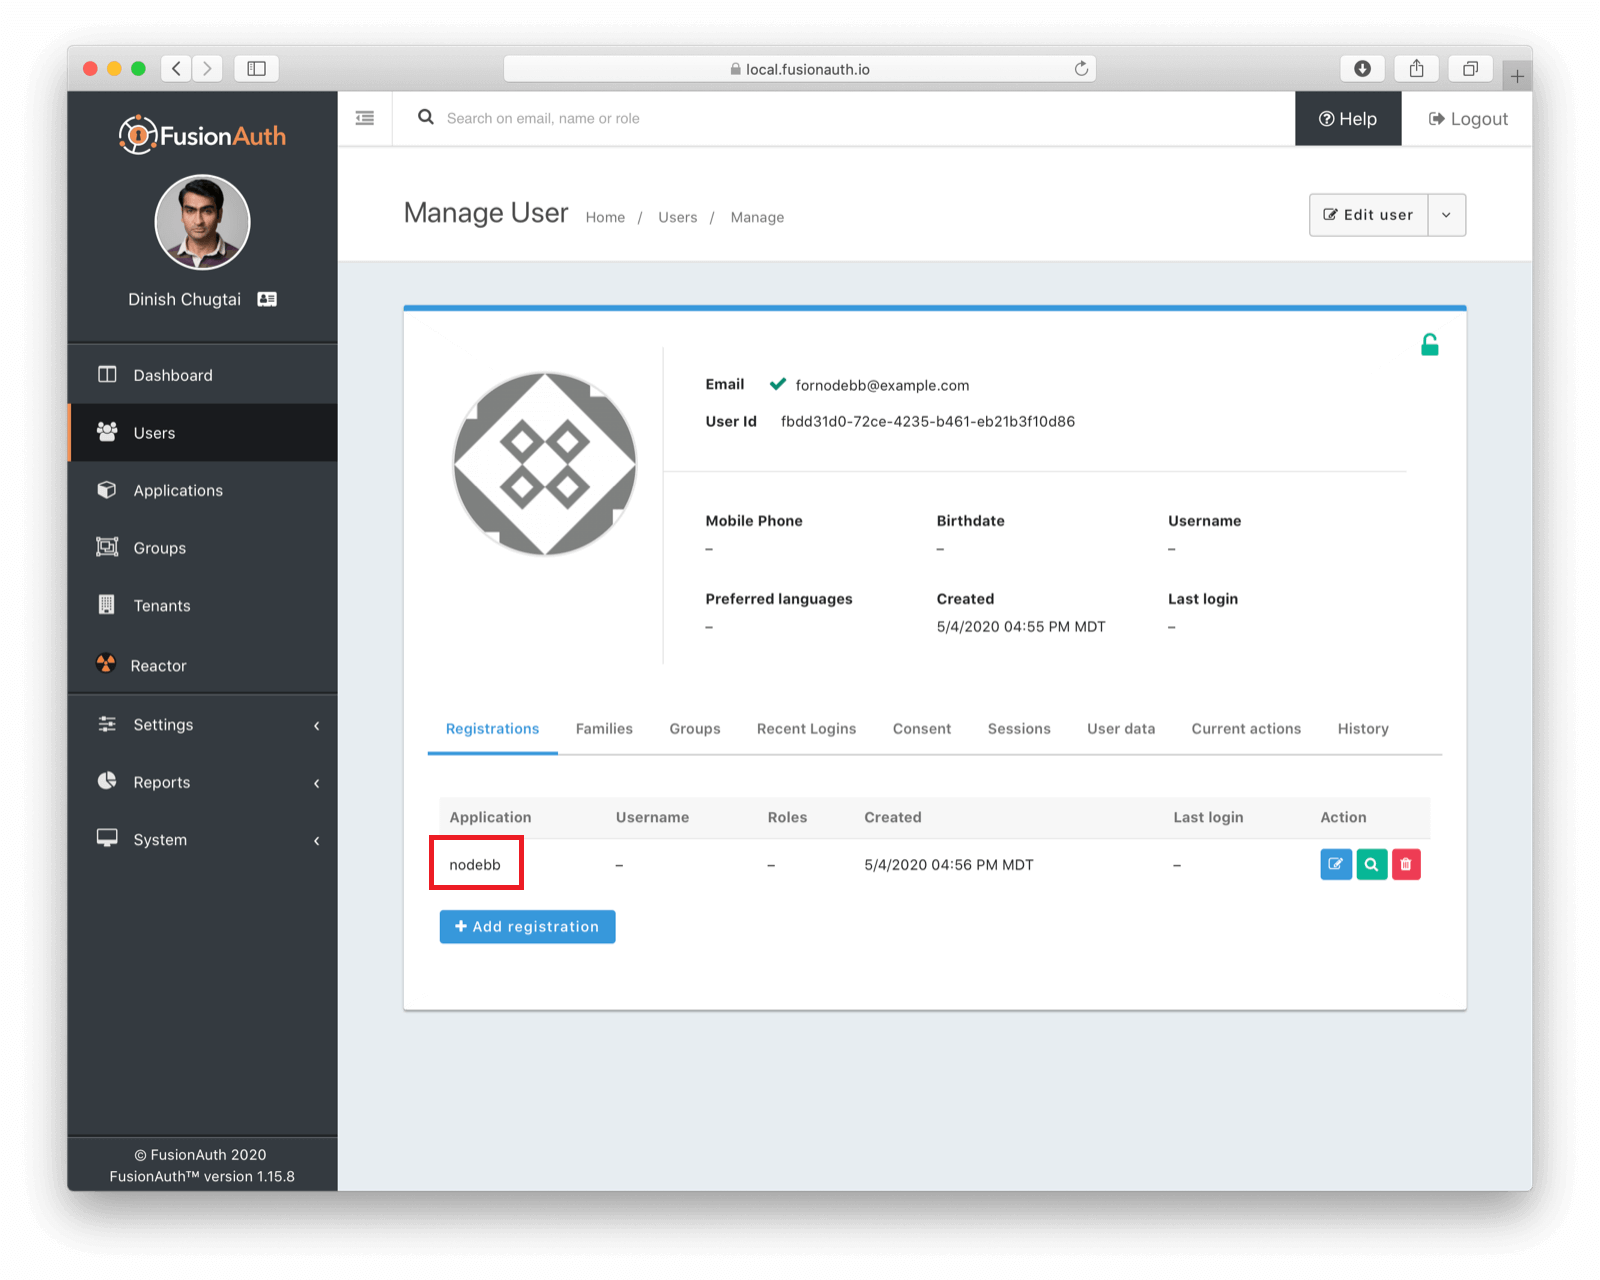 local.fusionauth.io
FusionAuth
Search on email, name or role
Help
Logout
Dinish Chugtai
Manage User
Home / Users / Manage
Edit user
Dashboard
Users
Applications
Groups
Tenants
Reactor
Settings
Reports
System
Email fornodebb@example.com
User Id fbdd31d0-72ce-4235-b461-eb21b3f10d86
Mobile Phone Birthdate Username
– – –
Preferred languages Created Last login
– 5/4/2020 04:55 PM MDT –
Registrations Families Groups Recent Logins Consent Sessions User data Current actions History
Application Username Roles Created Last login Action
nodebb – – 5/4/2020 04:56 PM MDT –
+ Add registration
© FusionAuth 2020
FusionAuth™ version 1.15.8